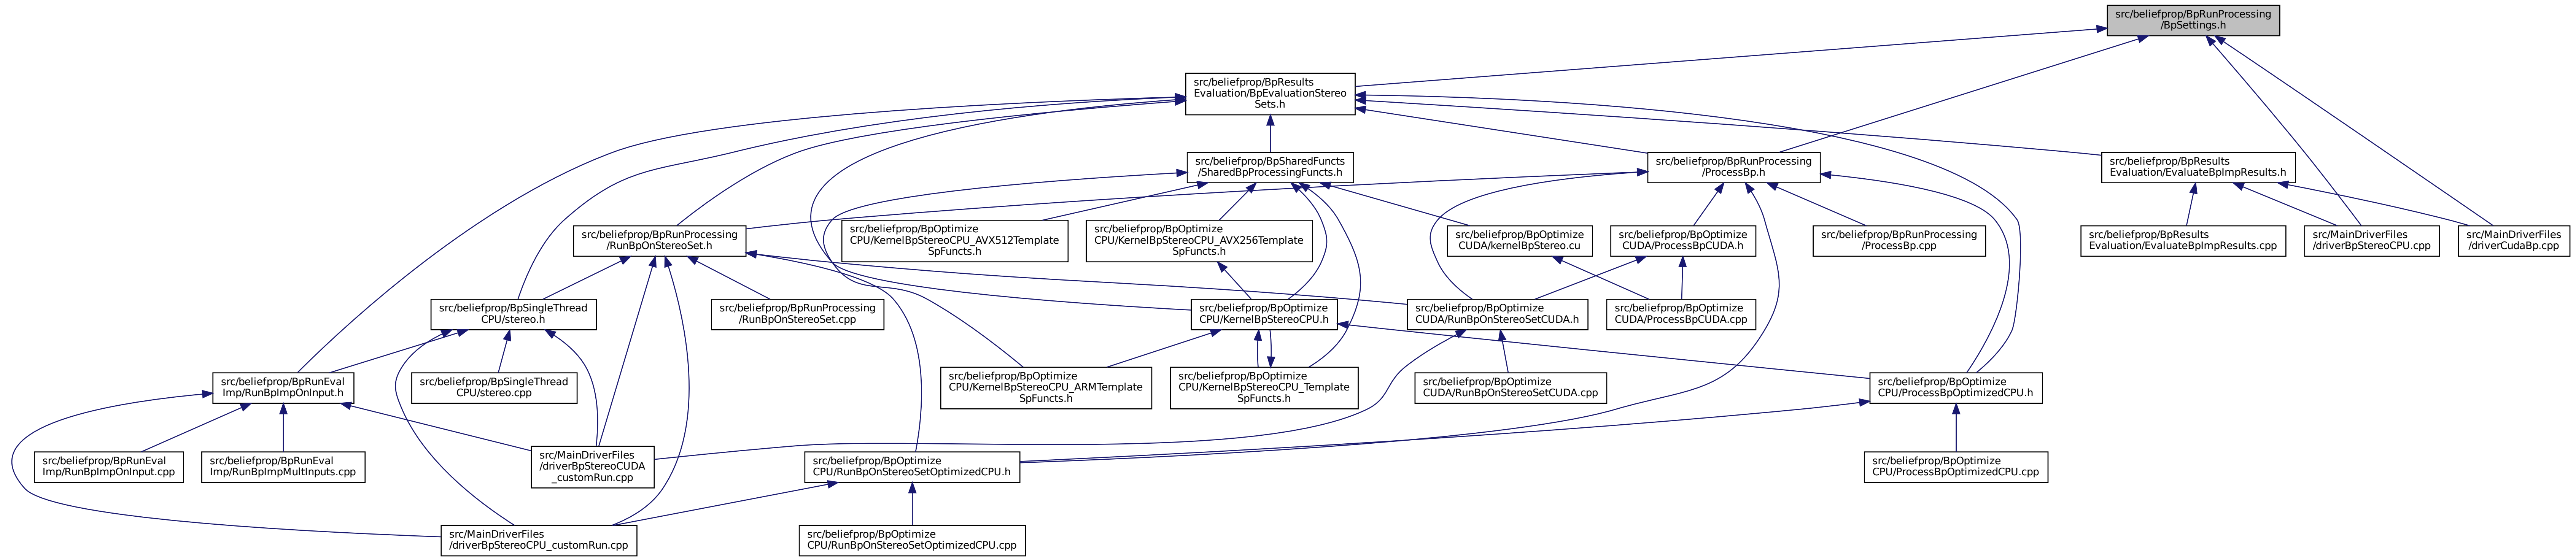 src/beliefprop/BpRunProcessing
/BpSettings.h
src/beliefprop/BpResults
Evaluation/BpEvaluationStereo
Sets.h
src/beliefprop/BpSharedFuncts
/SharedBpProcessingFuncts.h
src/beliefprop/BpRunProcessing
/ProcessBp.h
src/beliefprop/BpResults
Evaluation/EvaluateBpImpResults.h
src/beliefprop/BpRunProcessing
/RunBpOnStereoSet.h
src/beliefprop/BpOptimize
CPU/KernelBpStereoCPU_AVX512Template
SpFuncts.h
src/beliefprop/BpOptimize
CPU/KernelBpStereoCPU_AVX256Template
SpFuncts.h
src/beliefprop/BpOptimize
CUDA/kernelBpStereo.cu
src/beliefprop/BpOptimize
CUDA/ProcessBpCUDA.h
src/beliefprop/BpRunProcessing
/ProcessBp.cpp
src/beliefprop/BpResults
Evaluation/EvaluateBpImpResults.cpp
src/MainDriverFiles
/driverBpStereoCPU.cpp
src/MainDriverFiles
/driverCudaBp.cpp
src/beliefprop/BpSingleThread
CPU/stereo.h
src/beliefprop/BpRunProcessing
/RunBpOnStereoSet.cpp
src/beliefprop/BpOptimize
CPU/KernelBpStereoCPU.h
src/beliefprop/BpOptimize
CUDA/RunBpOnStereoSetCUDA.h
src/beliefprop/BpOptimize
CUDA/ProcessBpCUDA.cpp
src/beliefprop/BpRunEval
Imp/RunBpImpOnInput.h
src/beliefprop/BpSingleThread
CPU/stereo.cpp
src/beliefprop/BpOptimize
CPU/KernelBpStereoCPU_ARMTemplate
SpFuncts.h
src/beliefprop/BpOptimize
CPU/KernelBpStereoCPU_Template
SpFuncts.h
src/beliefprop/BpOptimize
CUDA/RunBpOnStereoSetCUDA.cpp
src/beliefprop/BpOptimize
CPU/ProcessBpOptimizedCPU.h
src/beliefprop/BpRunEval
Imp/RunBpImpOnInput.cpp
src/beliefprop/BpRunEval
Imp/RunBpImpMultInputs.cpp
src/MainDriverFiles
/driverBpStereoCUDA
_customRun.cpp
src/beliefprop/BpOptimize
CPU/RunBpOnStereoSetOptimizedCPU.h
src/beliefprop/BpOptimize
CPU/ProcessBpOptimizedCPU.cpp
src/MainDriverFiles
/driverBpStereoCPU_customRun.cpp
src/beliefprop/BpOptimize
CPU/RunBpOnStereoSetOptimizedCPU.cpp